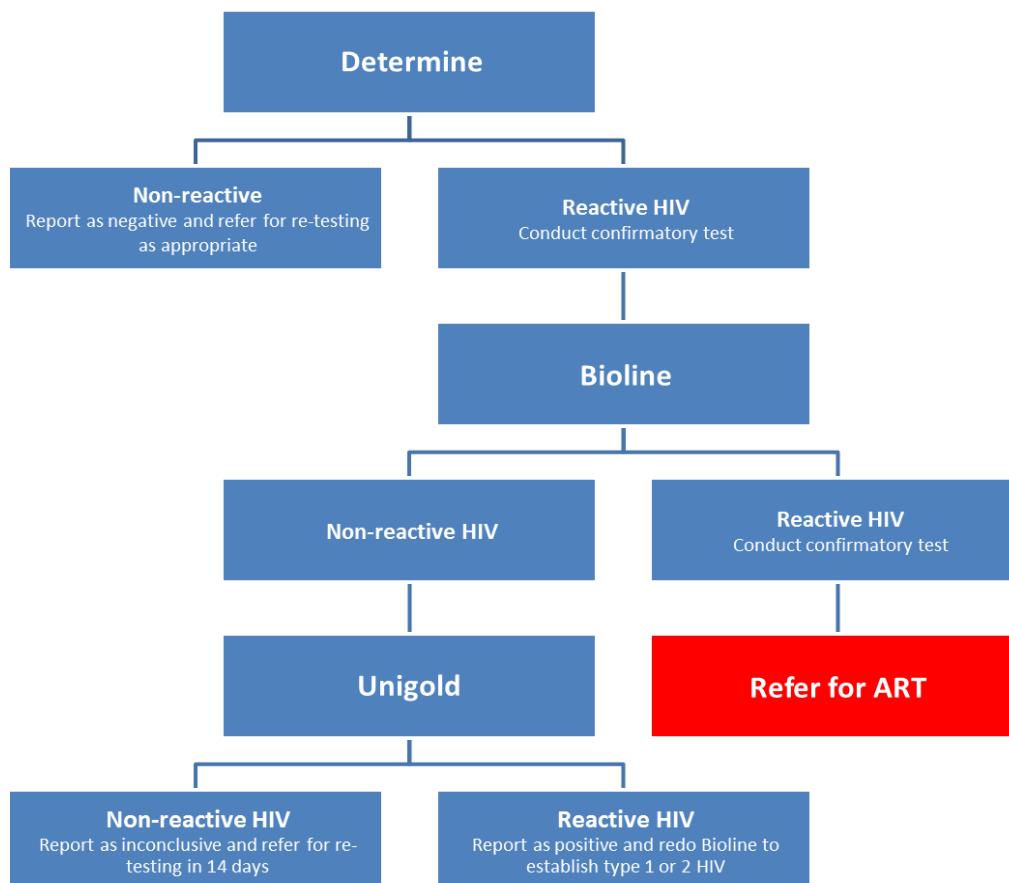 Determine
Non-reactive
Report as negative and refer for re-testing
as appropriate
Reactive HIV
Conduct confirmatory test
Bioline
Non-reactive HIV
Reactive HIV
Conduct confirmatory test
Unigold
Refer for ART
Non-reactive HIV
Report as inconclusive and refer for re-
testing in 14 days
Reactive HIV
Report as positive and redo Bioline to
establish type 1 or 2 HIV